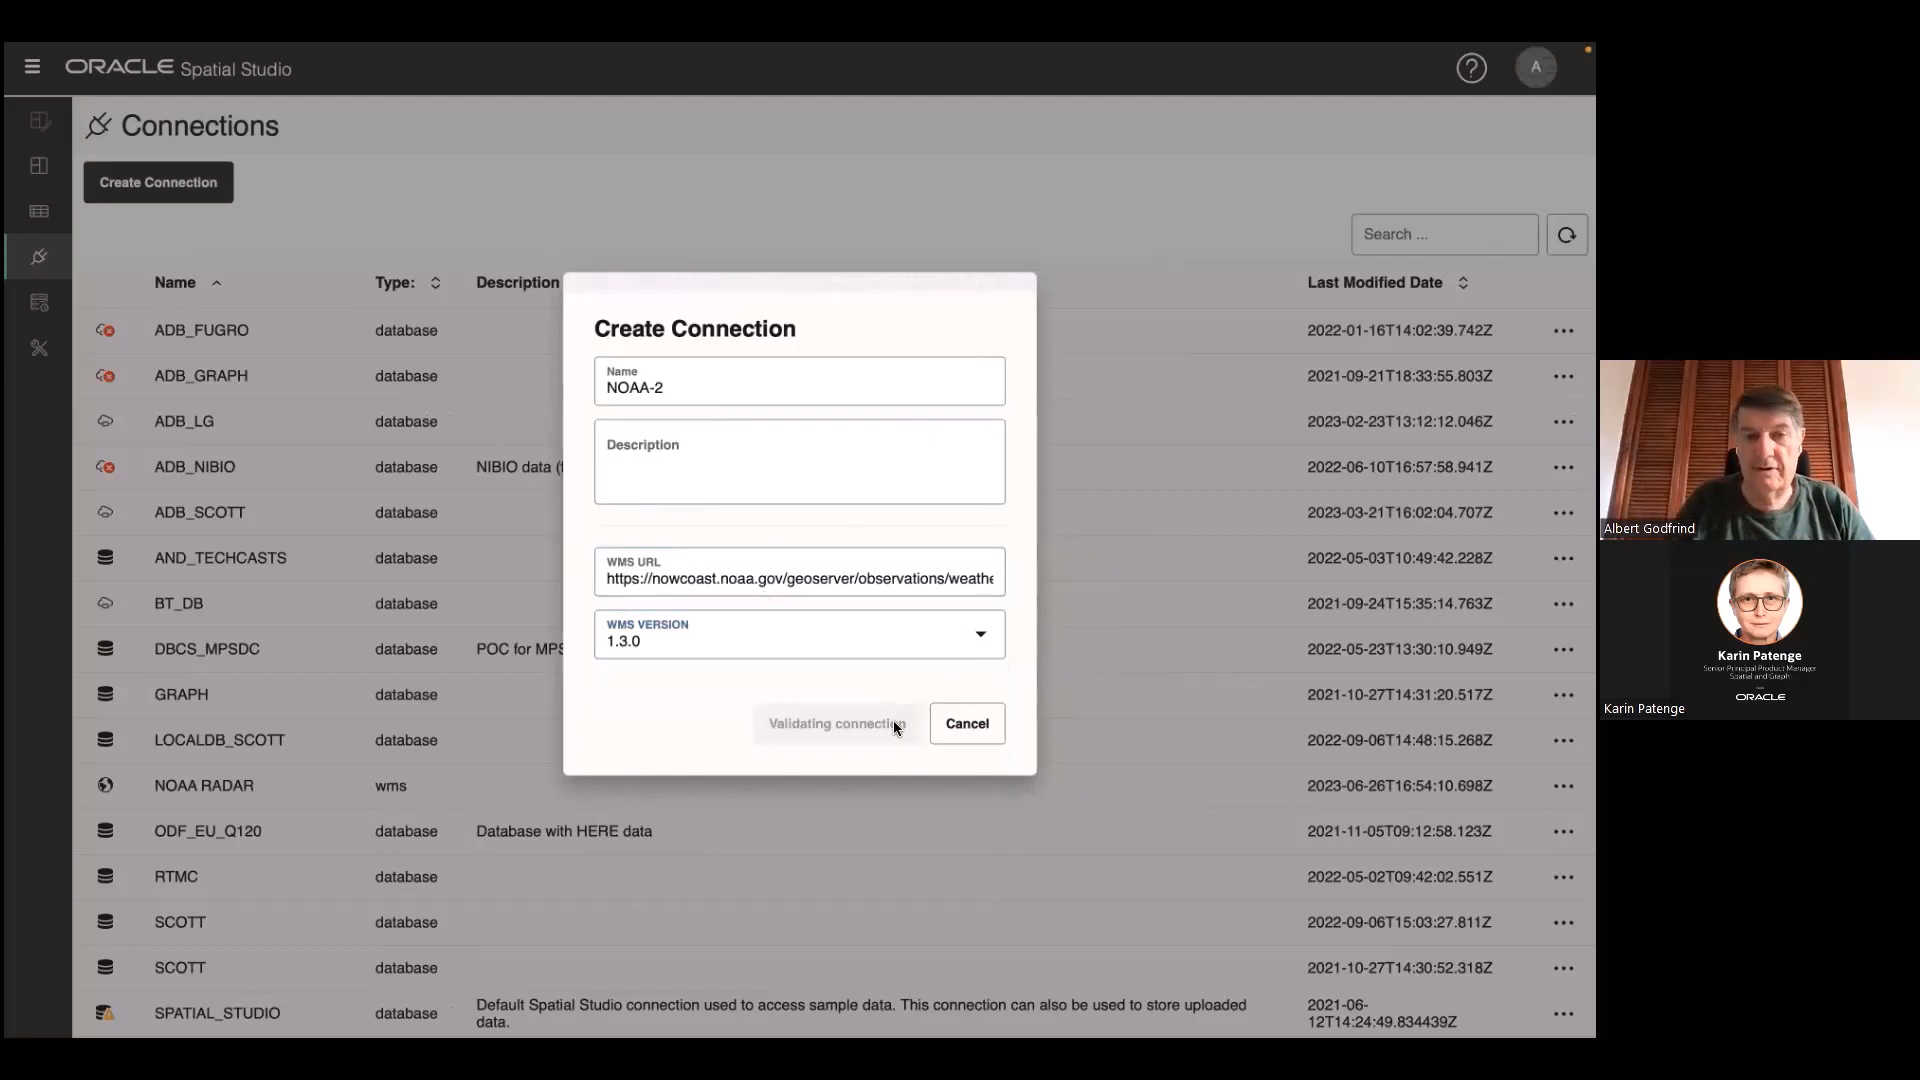 ORACLE Spatial Studio
A
Connections
Create Connection
Search ...
Name Type: Description Last Modified Date
ADB_FUGRO database 2022-01-16T14:02:39.742Z
ADB_GRAPH database 2021-09-21T18:33:55.803Z
ADB_LG database 2023-02-23T13:12:12.046Z
ADB_NIBIO database NIBIO data (f 2022-06-10T16:57:58.941Z
ADB_SCOTT database 2023-03-21T16:02:04.707Z
AND_TECHCASTS database 2022-05-03T10:49:42.228Z
BT_DB database 2021-09-24T15:35:14.763Z
DBCS_MPSDC database POC for MPS 2022-05-23T13:30:10.949Z
GRAPH database 2021-10-27T14:31:20.517Z
LOCALDB_SCOTT database 2022-09-06T14:48:15.268Z
NOAA RADAR wms 2023-06-26T16:54:10.698Z
ODF_EU_Q120 database Database with HERE data 2021-11-05T09:12:58.123Z
RTMC database 2022-05-02T09:42:02.551Z
SCOTT database 2022-09-06T15:03:27.811Z
SCOTT database 2021-10-27T14:30:52.318Z
SPATIAL_STUDIO database Default Spatial Studio connection used to access sample data. This connection can also be used to store uploaded data. 2021-06-12T14:24:49.834439Z
Create Connection
Name
NOAA-2
Description
WMS URL
https://nowcoast.noaa.gov/geoserver/observations/weathe
WMS VERSION
1.3.0
Validating connection
Cancel
Albert Godfrind
Karin Patenge
Senior Principal Product Manager
Spatial and Graph
ORACLE
Karin Patenge